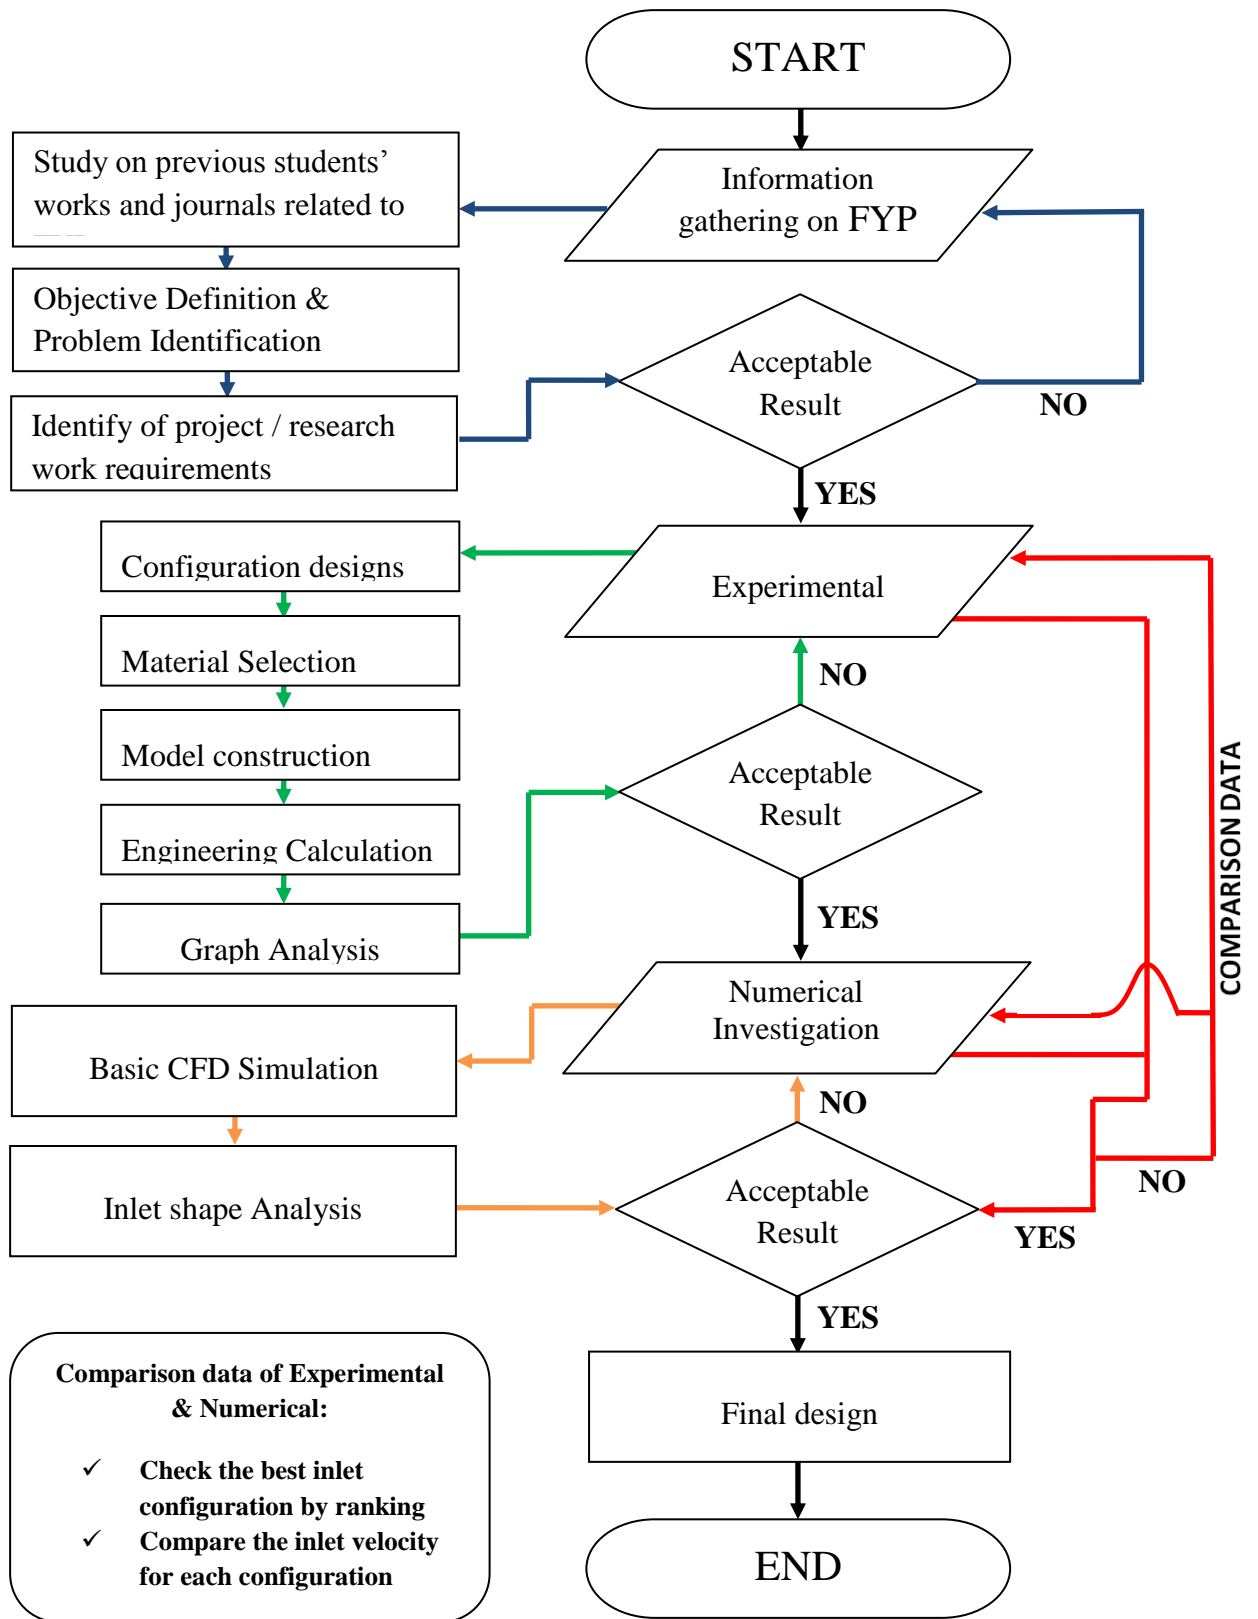 START
Information
gathering on FYP
Study on previous students’
works and journals related to
Objective Definition &
Problem Identification
Identify of project / research
work requirements
Acceptable
Result
NO
YES
Experimental
Configuration designs
Material Selection
Model construction
Engineering Calculation
Graph Analysis
NO
Acceptable
Result
YES
COMPARISON DATA
Numerical
Investigation
Basic CFD Simulation
Inlet shape Analysis
NO
Acceptable
Result
NO
YES
YES
Final design
END
Comparison data of Experimental
& Numerical:
✓ Check the best inlet
configuration by ranking
✓ Compare the inlet velocity
for each configuration